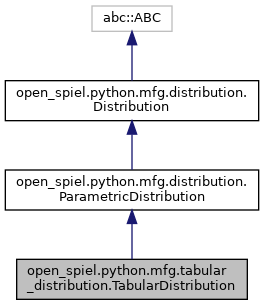 abc::ABC
open_spiel.python.mfg.distribution.
Distribution
open_spiel.python.mfg.distribution.
ParametricDistribution
open_spiel.python.mfg.tabular
_distribution.TabularDistribution